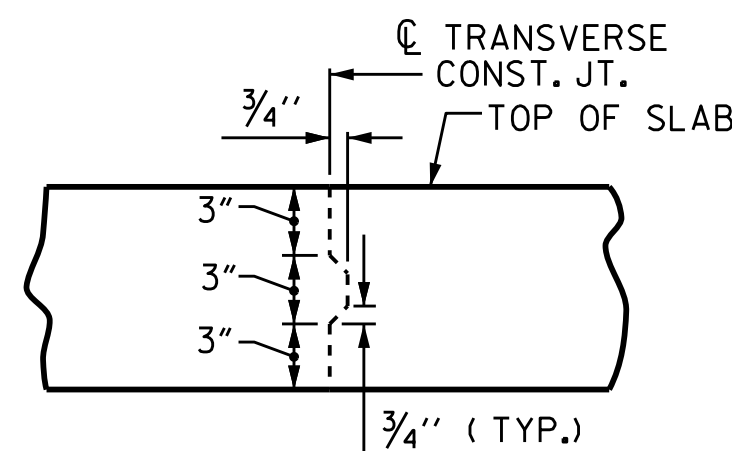 ℄ TRANSVERSE
CONST. JT.
3/4"
TOP OF SLAB
3"
3"
3"
3/4" (TYP.)